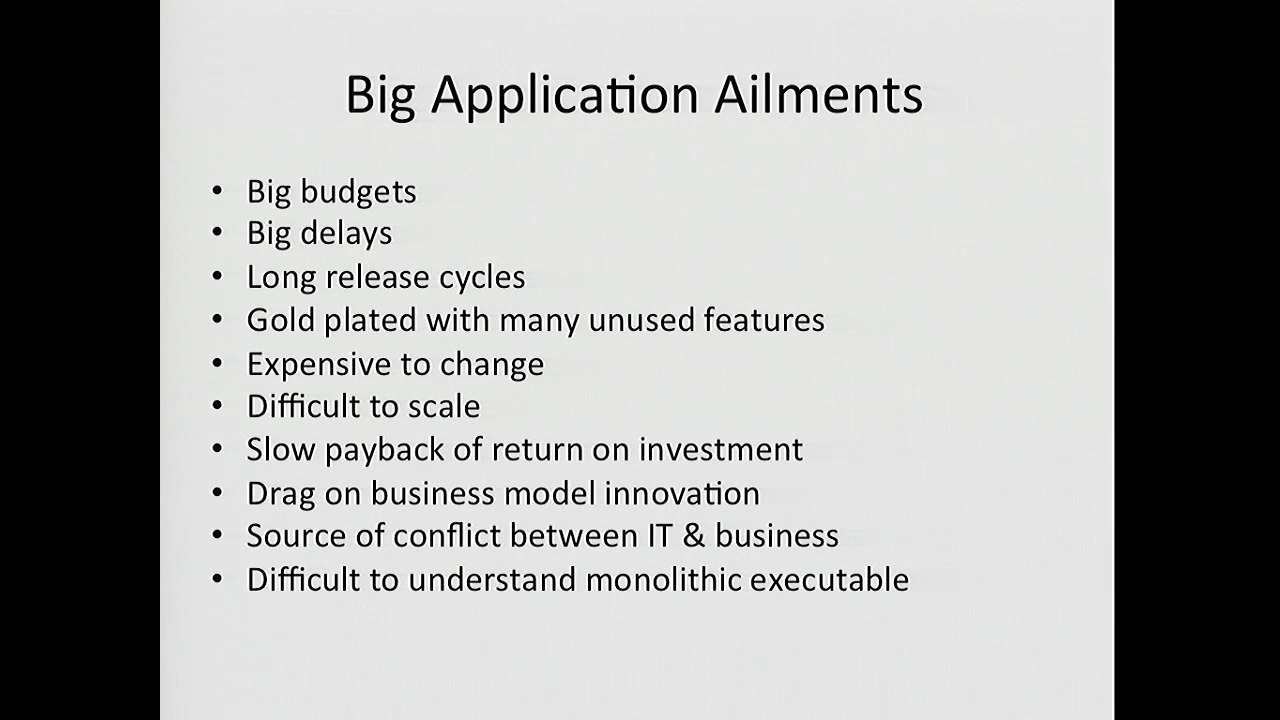 Big Application Ailments
• Big budgets
• Big delays
• Long release cycles
• Gold plated with many unused features
• Expensive to change
• Difficult to scale
• Slow payback of return on investment
• Drag on business model innovation
• Source of conflict between IT & business
• Difficult to understand monolithic executable